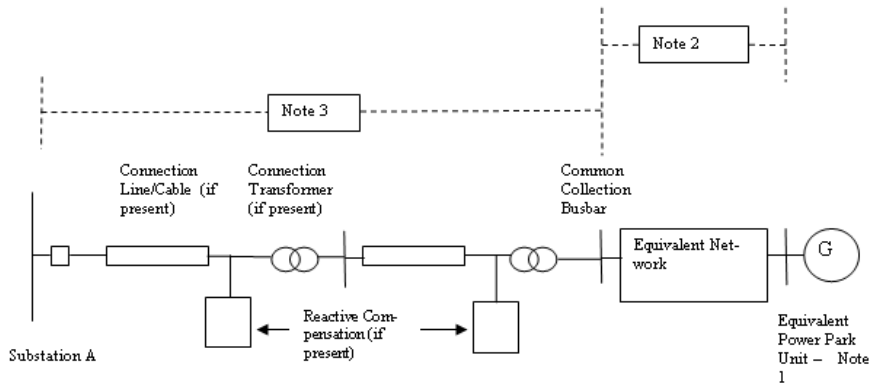 Note 2
Note 3
Connection
Line/Cable (if
present)
Connection
Transformer
(if present)
Common
Collection
Busbar
Equivalent Net-
work
G
Reactive Com-
pensation (if
present)
Substation A
Equivalent
Power Park
Unit – Note
1